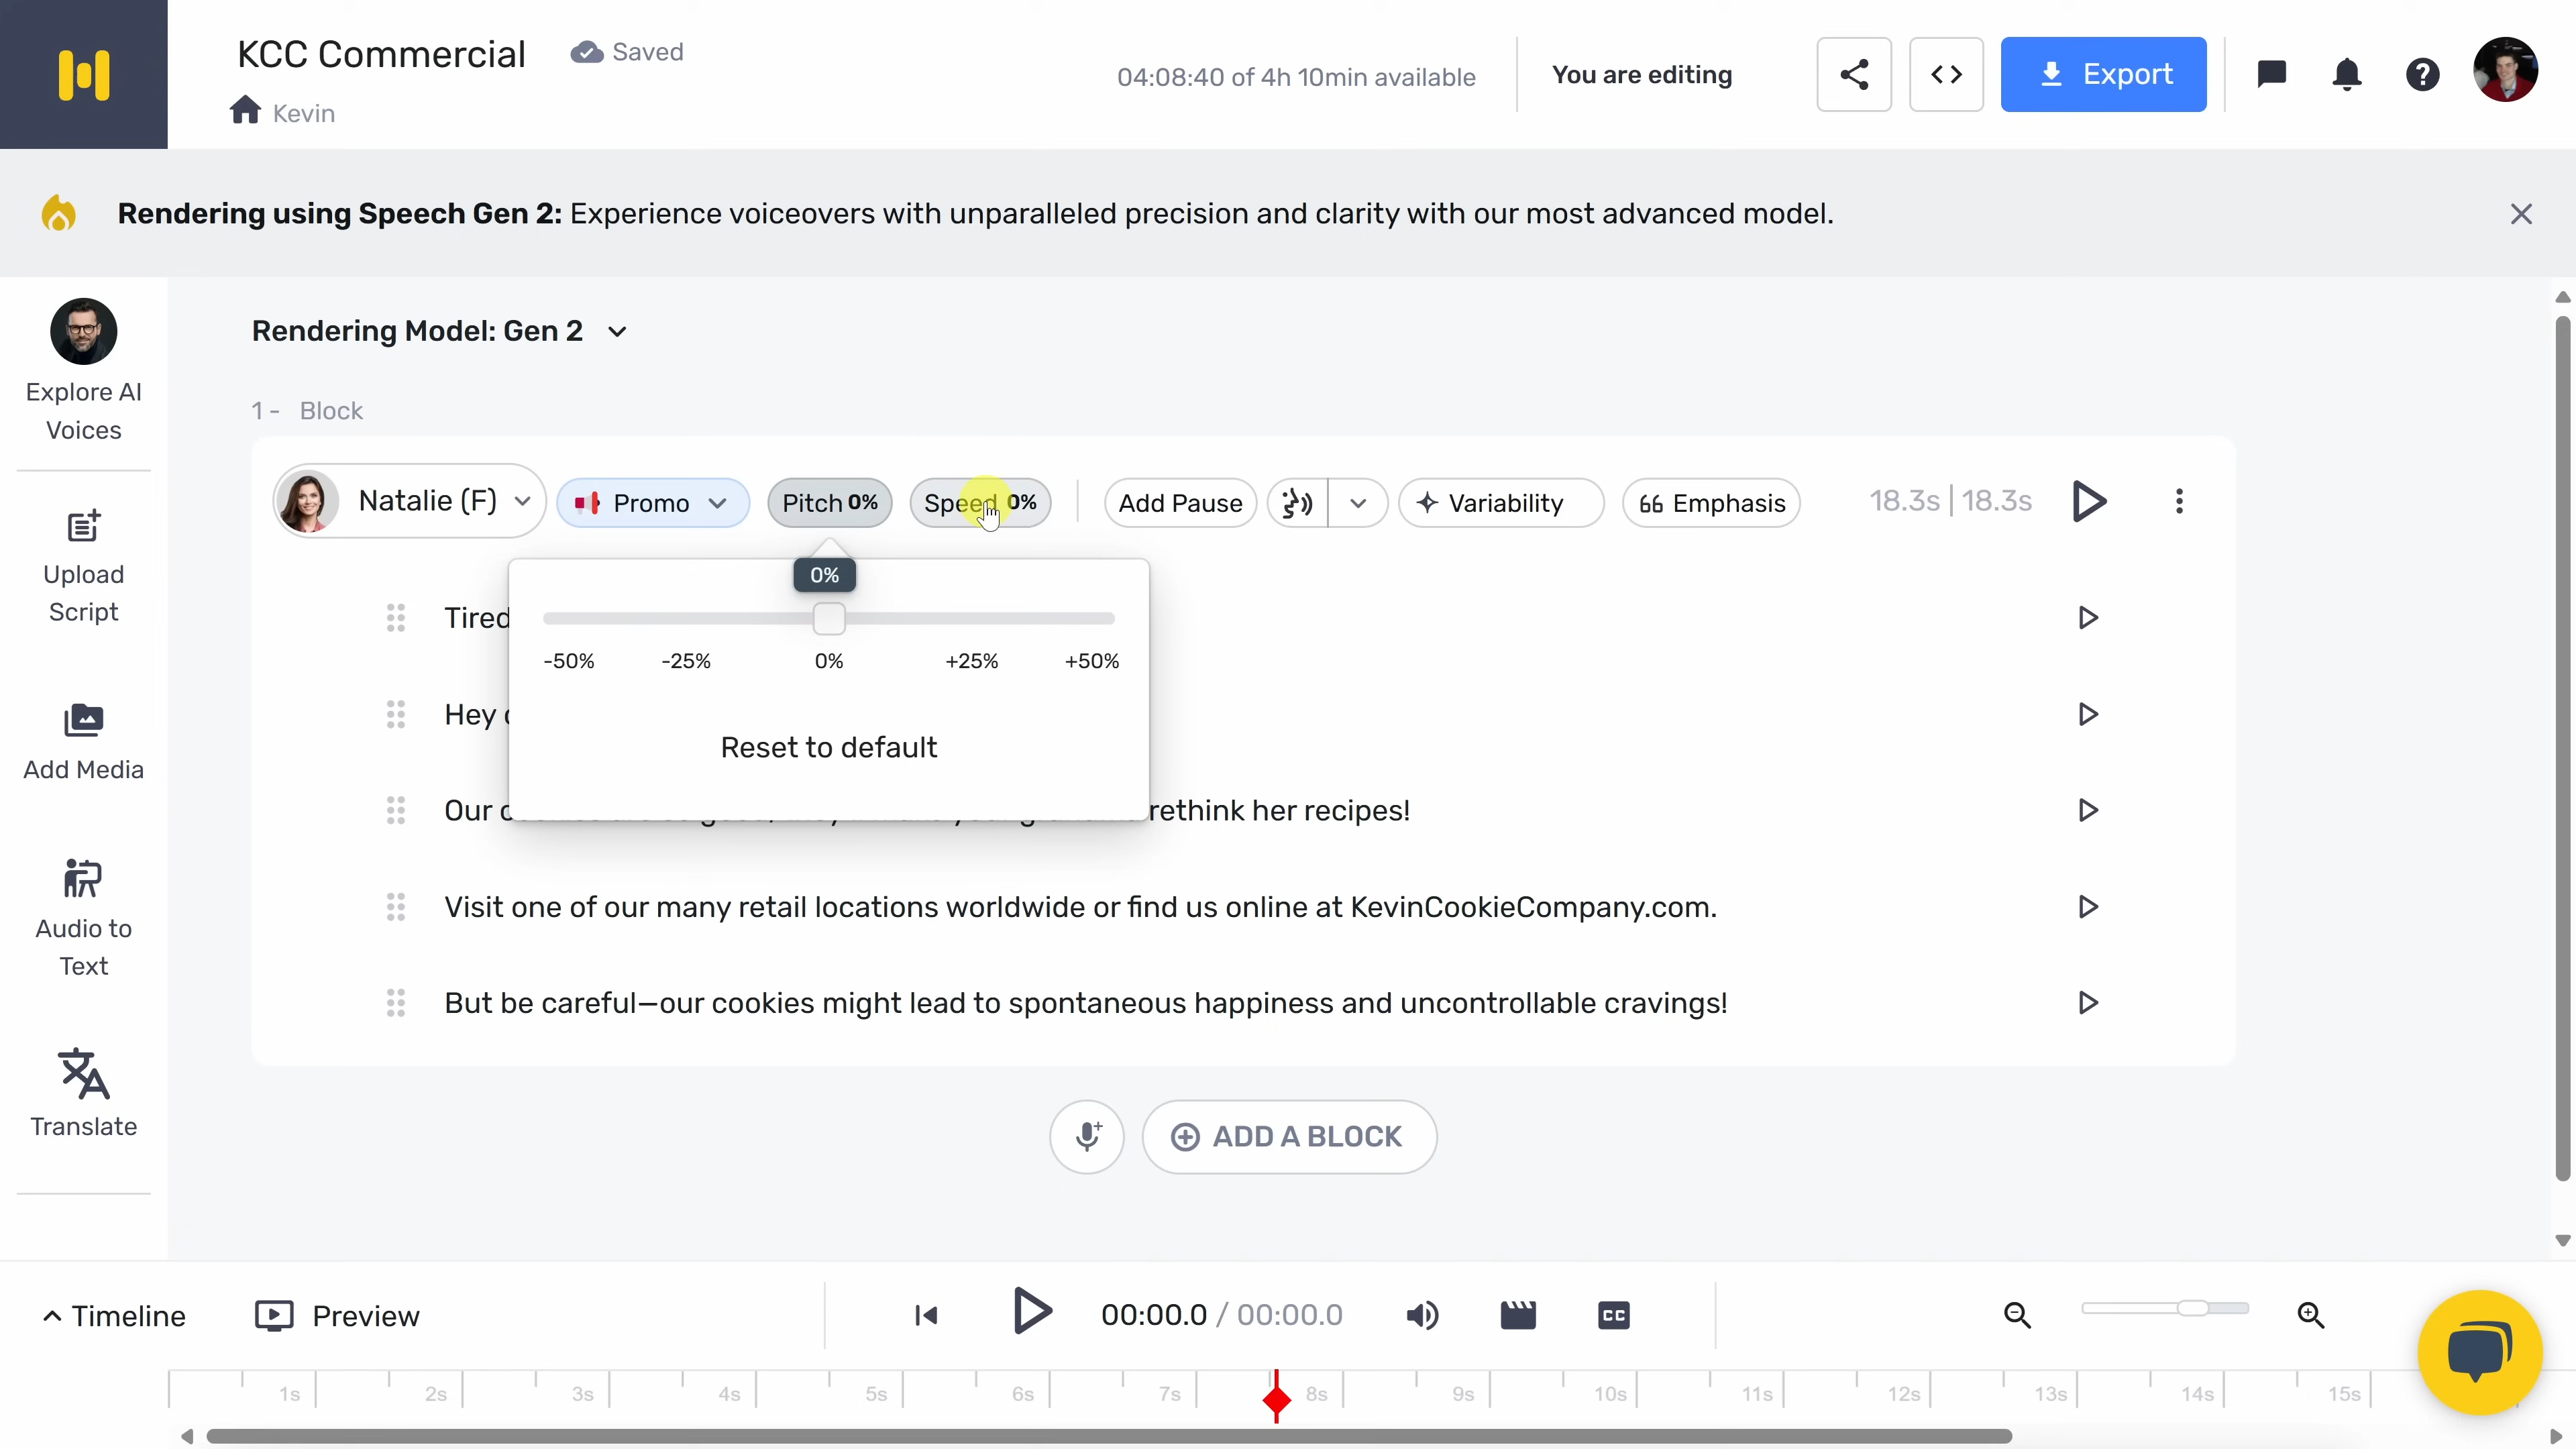 KCC Commercial
Saved
Kevin
04:08:40 of 4h 10min available
You are editing
Export
Rendering using Speech Gen 2: Experience voiceovers with unparalleled precision and clarity with our most advanced model.
Explore AI
Voices
Upload
Script
Add Media
Audio to
Text
Translate
Rendering Model: Gen 2
1 - Block
Natalie (F)
Promo
Pitch 0%
Speed 0%
Add Pause
Variability
Emphasis
18.3s | 18.3s
0%
-50% -25% 0% +25% +50%
Reset to default
Tired
Hey
Our
rethink her recipes!
Visit one of our many retail locations worldwide or find us online at KevinCookieCompany.com.
But be careful—our cookies might lead to spontaneous happiness and uncontrollable cravings!
ADD A BLOCK
Timeline
Preview
00:00.0 / 00:00.0
CC
1s 2s 3s 4s 5s 6s 7s 8s 9s 10s 11s 12s 13s 14s 15s